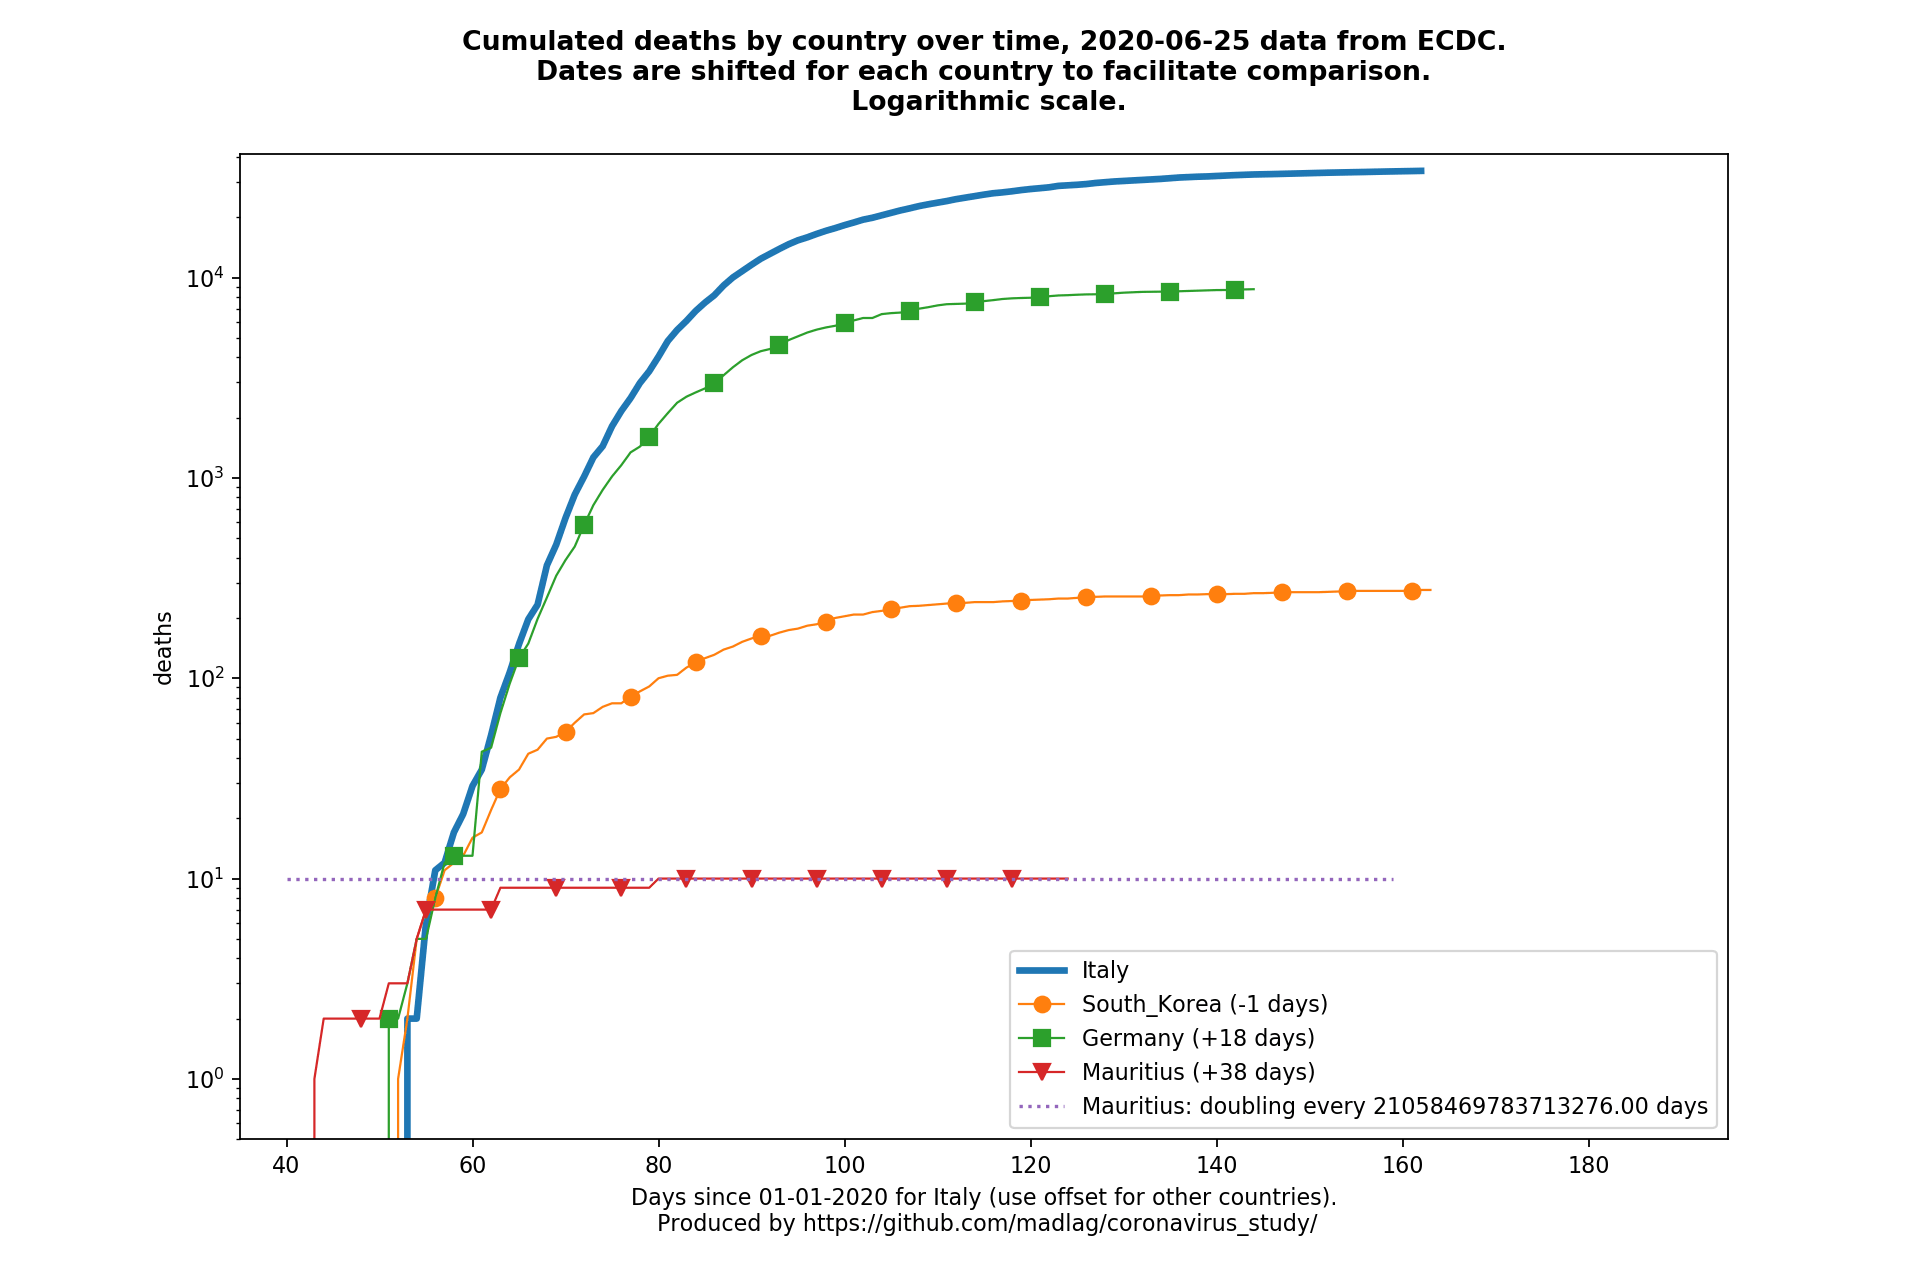 Cumulated deaths by country over time, 2020-06-25 data from ECDC.
Dates are shifted for each country to facilitate comparison.
Logarithmic scale.
10⁴
10³
10²
10¹
10⁰
deaths
40 60 80 100 120 140 160 180
Italy
South_Korea (-1 days)
Germany (+18 days)
Mauritius (+38 days)
Mauritius: doubling every 21058469783713276.00 days
Days since 01-01-2020 for Italy (use offset for other countries).
Produced by https://github.com/madlag/coronavirus_study/